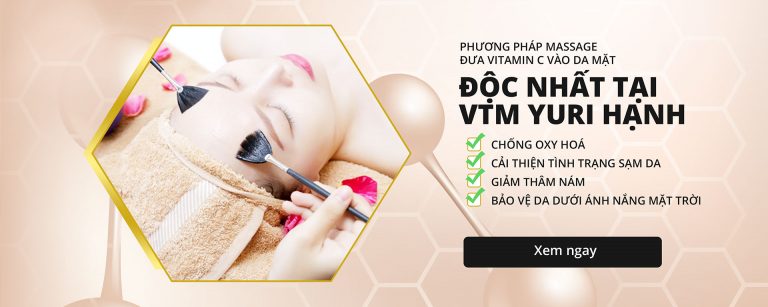 PHƯƠNG PHÁP MASSAGE
ĐƯA VITAMIN C VÀO DA MẶT
ĐỘC NHẤT TẠI
VTM YURI HẠNH
CHỐNG OXY HOÁ
CẢI THIỆN TÌNH TRẠNG SẠM DA
GIẢM THÂM NÁM
BẢO VỆ DA DƯỚI ÁNH NẮNG MẶT TRỜI
Xem ngay